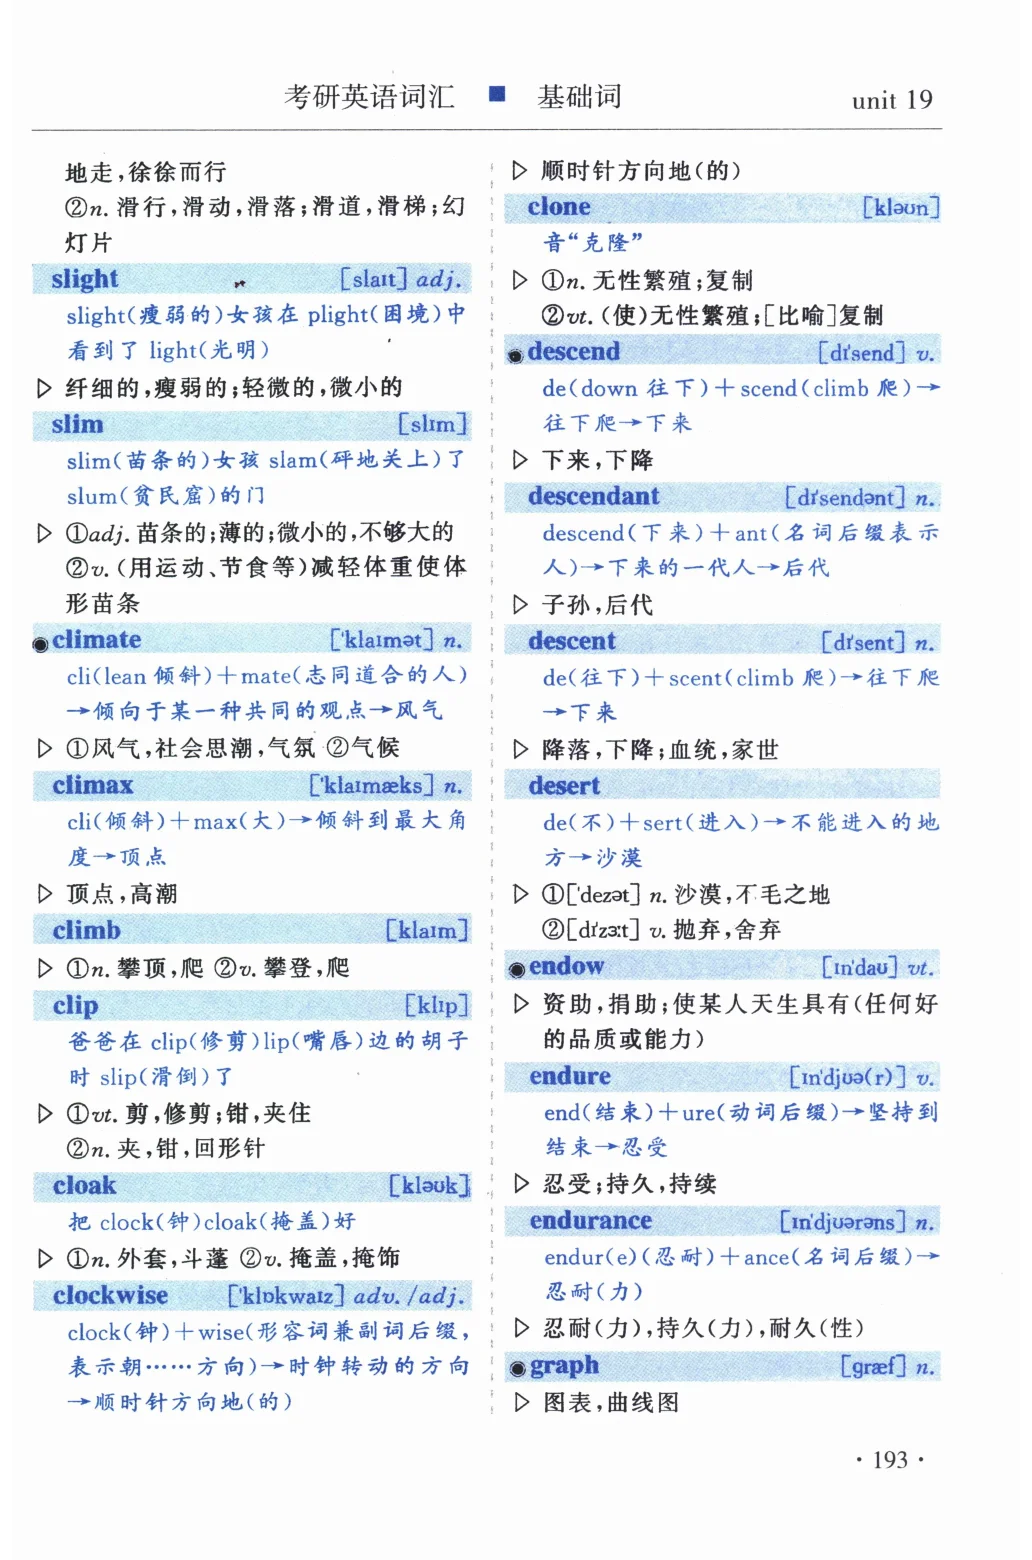 考研英语词汇 ■ 基础词 unit 19
地走,徐徐而行
②n. 滑行,滑动,滑落;滑道,滑梯;幻
灯片
slight [slaɪt] adj.
slight(瘦弱的)女孩在 plight(困境)中
看到了 light(光明)
▷ 纤细的,瘦弱的;轻微的,微小的
slim [slɪm]
slim(苗条的)女孩 slam(砰地关上)了
slum(贫民窟)的门
▷ ①adj. 苗条的;薄的;微小的,不够大的
②v. (用运动、节食等)减轻体重使体
形苗条
climate ['klaɪmət] n.
cli(lean 倾斜)+mate(志同道合的人)
→倾向于某一种共同的观点→风气
▷ ①风气,社会思潮,气氛 ②气候
climax ['klaɪmæks] n.
cli(倾斜)+max(大)→倾斜到最大角
度→顶点
▷ 顶点,高潮
climb [klaɪm]
▷ ①n. 攀顶,爬 ②v. 攀登,爬
clip [klɪp]
爸爸在 clip(修剪)lip(嘴唇)边的胡子
时 slip(滑倒)了
▷ ①vt. 剪,修剪;钳,夹住
②n. 夹,钳,回形针
cloak [kləʊk]
把 clock(钟)cloak(掩盖)好
▷ ①n. 外套,斗蓬 ②v. 掩盖,掩饰
clockwise ['klɒkwaɪz] adv. /adj.
clock(钟)+wise(形容词兼副词后缀,
表示朝……方向)→时钟转动的方向
→顺时针方向地(的)
▷ 顺时针方向地(的)
clone [kləʊn]
音“克隆”
▷ ①n. 无性繁殖;复制
②vt. (使)无性繁殖;[比喻]复制
descend [dɪ'send] v.
de(down 往下)+scend(climb 爬)→
往下爬→下来
▷ 下来,下降
descendant [dɪ'sendənt] n.
descend(下来)+ant(名词后缀表示
人)→下来的一代人→后代
▷ 子孙,后代
descent [dɪ'sent] n.
de(往下)+scent(climb 爬)→往下爬
→下来
▷ 降落,下降;血统,家世
desert
de(不)+sert(进入)→不能进入的地
方→沙漠
▷ ①['dezət] n. 沙漠,不毛之地
②[dɪ'zɜːt] v. 抛弃,舍弃
endow [ɪn'daʊ] vt.
▷ 资助,捐助;使某人天生具有(任何好
的品质或能力)
endure [ɪn'djʊə(r)] v.
end(结束)+ure(动词后缀)→坚持到
结束→忍受
▷ 忍受;持久,持续
endurance [ɪn'djʊərəns] n.
endur(e)(忍耐)+ance(名词后缀)→
忍耐(力)
▷ 忍耐(力),持久(力),耐久(性)
graph [græf] n.
▷ 图表,曲线图
· 193 ·